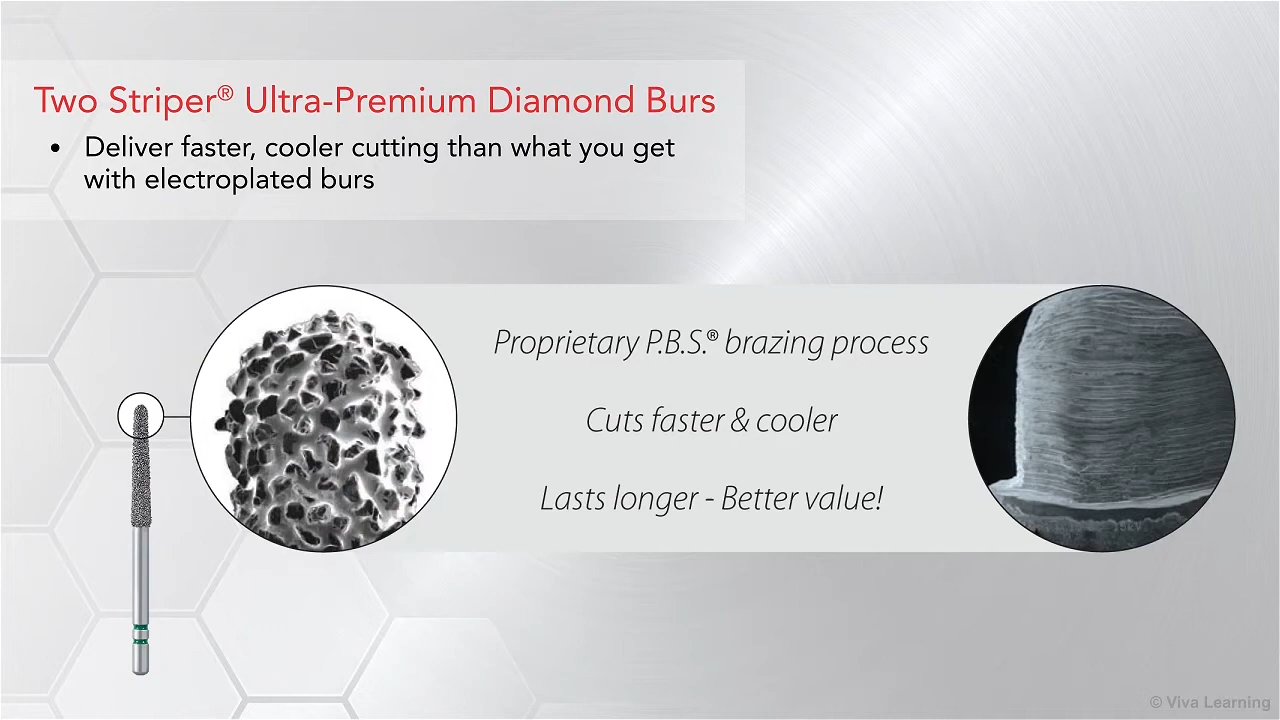 Two Striper® Ultra-Premium Diamond Burs
• Deliver faster, cooler cutting than what you get
with electroplated burs
Proprietary P.B.S.® brazing process
Cuts faster & cooler
Lasts longer - Better value!
© Viva Learning